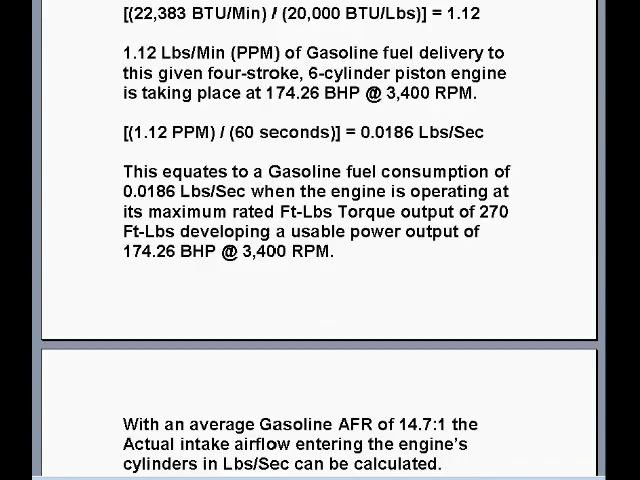 [(22,383 BTU/Min) / (20,000 BTU/Lbs)] = 1.12
1.12 Lbs/Min (PPM) of Gasoline fuel delivery to
this given four-stroke, 6-cylinder piston engine
is taking place at 174.26 BHP @ 3,400 RPM.
[(1.12 PPM) / (60 seconds)] = 0.0186 Lbs/Sec
This equates to a Gasoline fuel consumption of
0.0186 Lbs/Sec when the engine is operating at
its maximum rated Ft-Lbs Torque output of 270
Ft-Lbs developing a usable power output of
174.26 BHP @ 3,400 RPM.
With an average Gasoline AFR of 14.7:1 the
Actual intake airflow entering the engine's
cylinders in Lbs/Sec can be calculated.